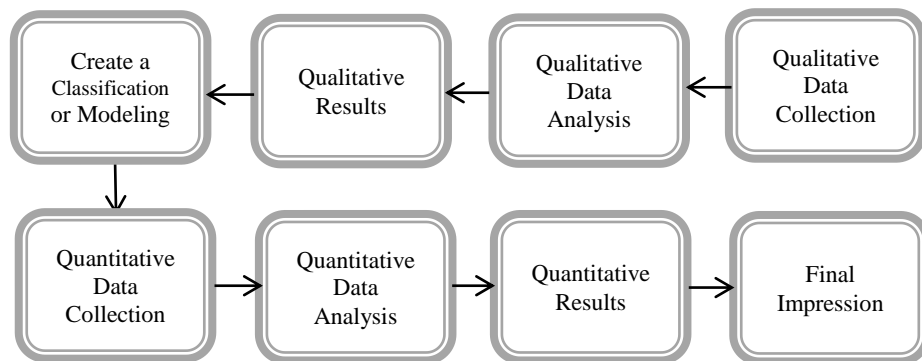 Create a
Classification
or Modeling
Qualitative
Results
Qualitative
Data
Analysis
Qualitative
Data
Collection
Quantitative
Data
Collection
Quantitative
Data
Analysis
Quantitative
Results
Final
Impression